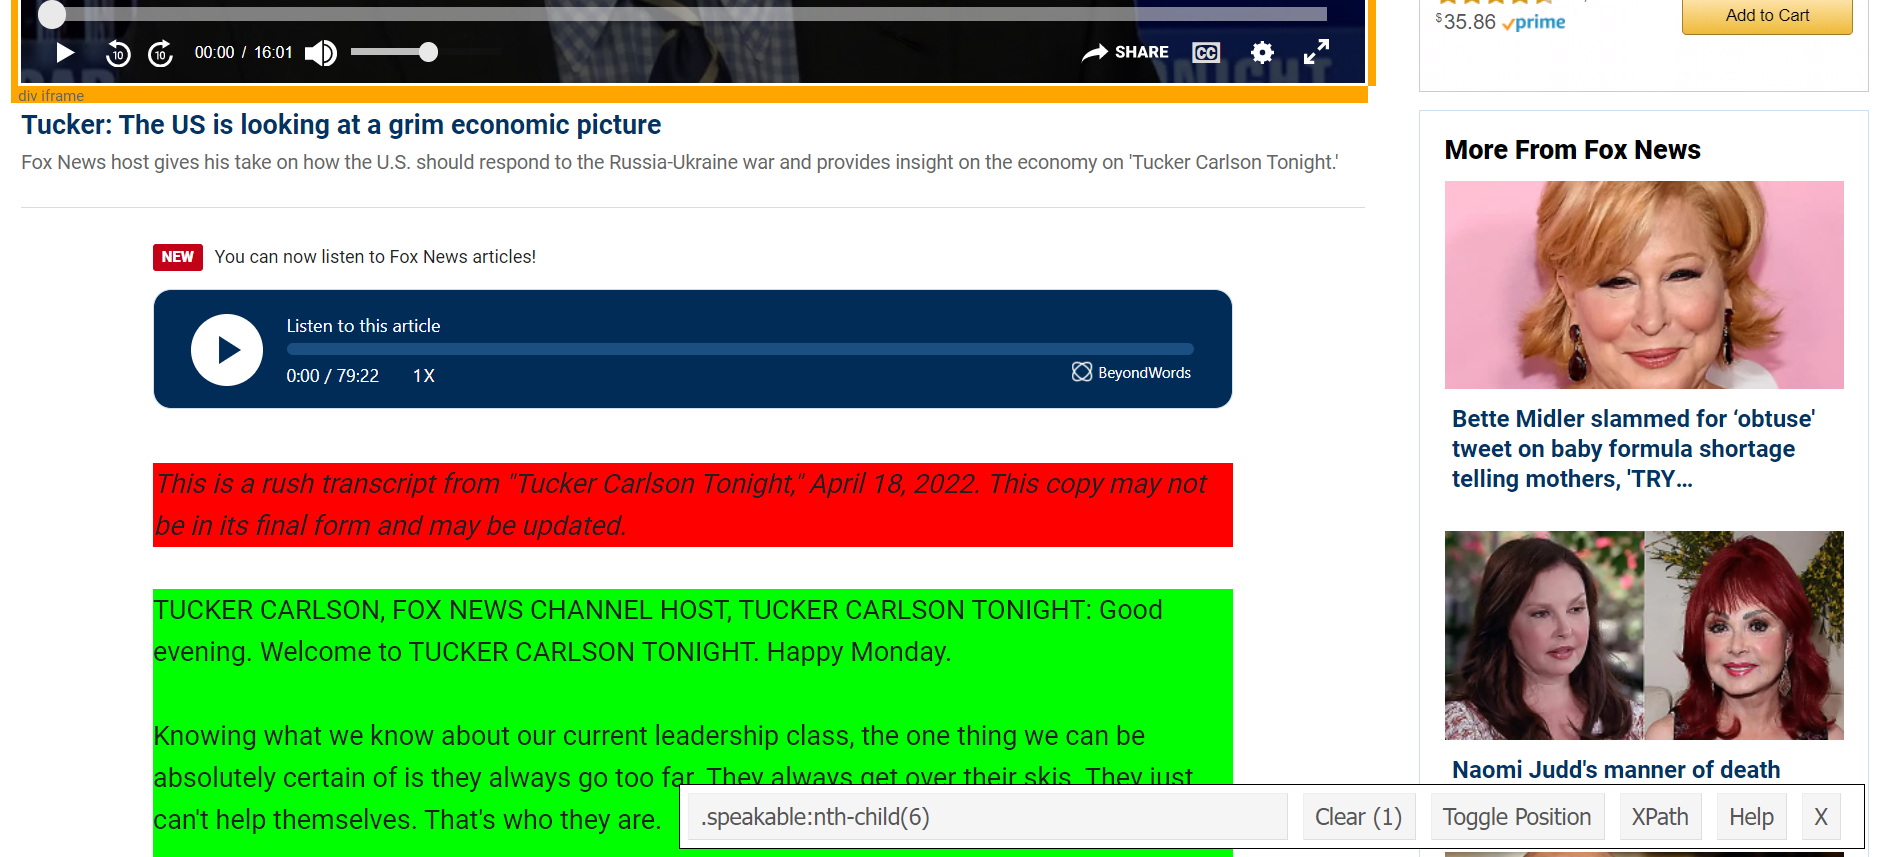 $35.86 prime
Add to Cart
10
10
00:00 / 16:01
SHARE
CC
div iframe
Tucker: The US is looking at a grim economic picture
Fox News host gives his take on how the U.S. should respond to the Russia-Ukraine war and provides insight on the economy on 'Tucker Carlson Tonight.'
NEW You can now listen to Fox News articles!
Listen to this article
0:00 / 79:22 1X
BeyondWords
This is a rush transcript from "Tucker Carlson Tonight," April 18, 2022. This copy may not
be in its final form and may be updated.
TUCKER CARLSON, FOX NEWS CHANNEL HOST, TUCKER CARLSON TONIGHT: Good
evening. Welcome to TUCKER CARLSON TONIGHT. Happy Monday.
Knowing what we know about our current leadership class, the one thing we can be
absolutely certain of is they always go too far. They always get over their skis. They just
can't help themselves. That's who they are.
More From Fox News
Bette Midler slammed for ‘obtuse'
tweet on baby formula shortage
telling mothers, 'TRY...
Naomi Judd's manner of death
.speakable:nth-child(6)
Clear (1)
Toggle Position
XPath
Help
X